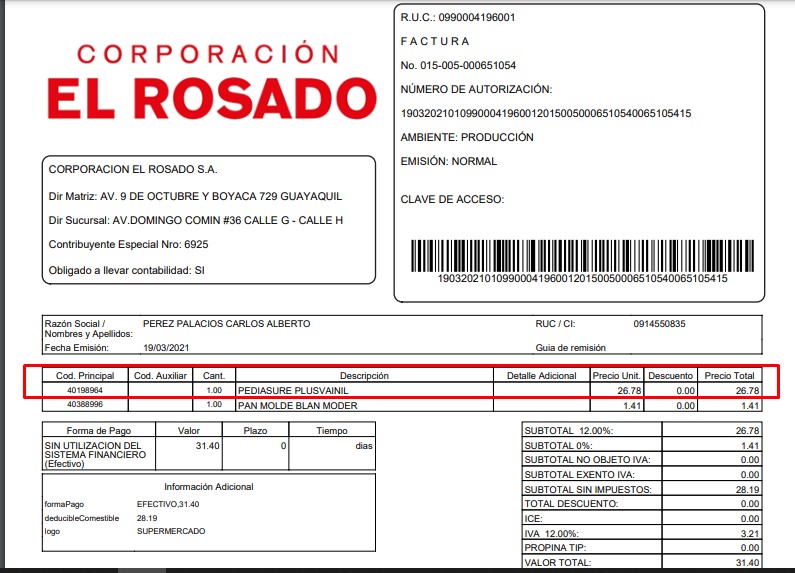 CORPORACIÓN
EL ROSADO
CORPORACION EL ROSADO S.A.
Dir Matriz: AV. 9 DE OCTUBRE Y BOYACA 729 GUAYAQUIL
Dir Sucursal: AV.DOMINGO COMIN #36 CALLE G - CALLE H
Contribuyente Especial Nro: 6925
Obligado a llevar contabilidad: SI
R.U.C.: 0990004196001
F A C T U R A
No. 015-005-000651054
NÚMERO DE AUTORIZACIÓN:
1903202101099000419600120150050006510540065105415
AMBIENTE: PRODUCCIÓN
EMISIÓN: NORMAL
CLAVE DE ACCESO:
1903202101099000419600120150050006510540065105415
Razón Social / Nombres y Apellidos: PEREZ PALACIOS CARLOS ALBERTO RUC / CI: 0914550835
Fecha Emisión: 19/03/2021 Guia de remisión
Cod. Principal Cod. Auxiliar Cant. Descripción Detalle Adicional Precio Unit. Descuento Precio Total
40198964 1.00 PEDIASURE PLUSVAINIL 26.78 0.00 26.78
40388996 1.00 PAN MOLDE BLAN MODER 1.41 0.00 1.41
Forma de Pago Valor Plazo Tiempo
SIN UTILIZACION DEL 31.40 0 dias
SISTEMA FINANCIERO
(Efectivo)
Información Adicional
formaPago EFECTIVO,31.40
deducibleComestible 28.19
logo SUPERMERCADO
SUBTOTAL 12.00%: 26.78
SUBTOTAL 0%: 1.41
SUBTOTAL NO OBJETO IVA: 0.00
SUBTOTAL EXENTO IVA: 0.00
SUBTOTAL SIN IMPUESTOS: 28.19
TOTAL DESCUENTO: 0.00
ICE: 0.00
IVA 12.00%: 3.21
PROPINA TIP: 0.00
VALOR TOTAL: 31.40